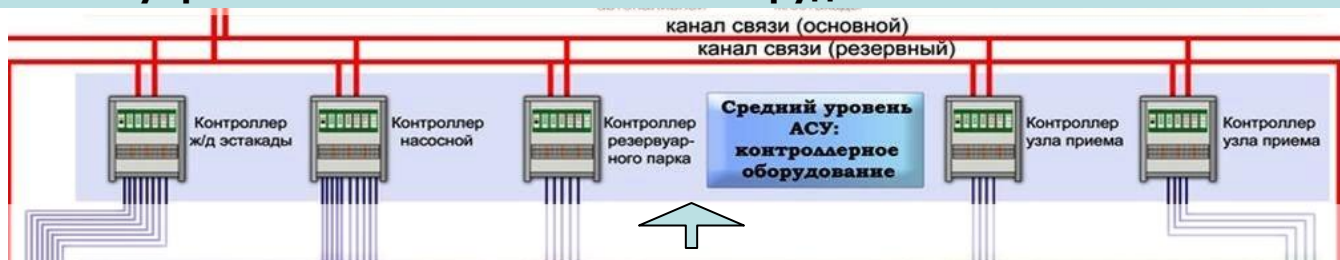 канал связи (основной)
канал связи (резервный)
Контроллер
ж/д эстакады
Контроллер
насосной
Контроллер
резервуар-
ного парка
Средний уровень
АСУ:
контроллерное
оборудование
Контроллер
узла приема
Контроллер
узла приема